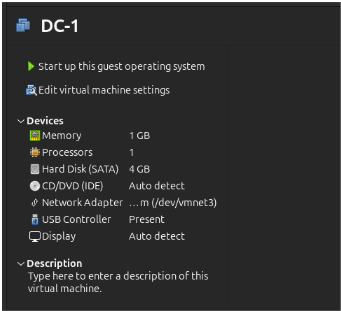 DC-1
Start up this guest operating system
Edit virtual machine settings
Devices
Memory 1 GB
Processors 1
Hard Disk (SATA) 4 GB
CD/DVD (IDE) Auto detect
Network Adapter ...m (/dev/vmnet3)
USB Controller Present
Display Auto detect
Description
Type here to enter a description of this
virtual machine.